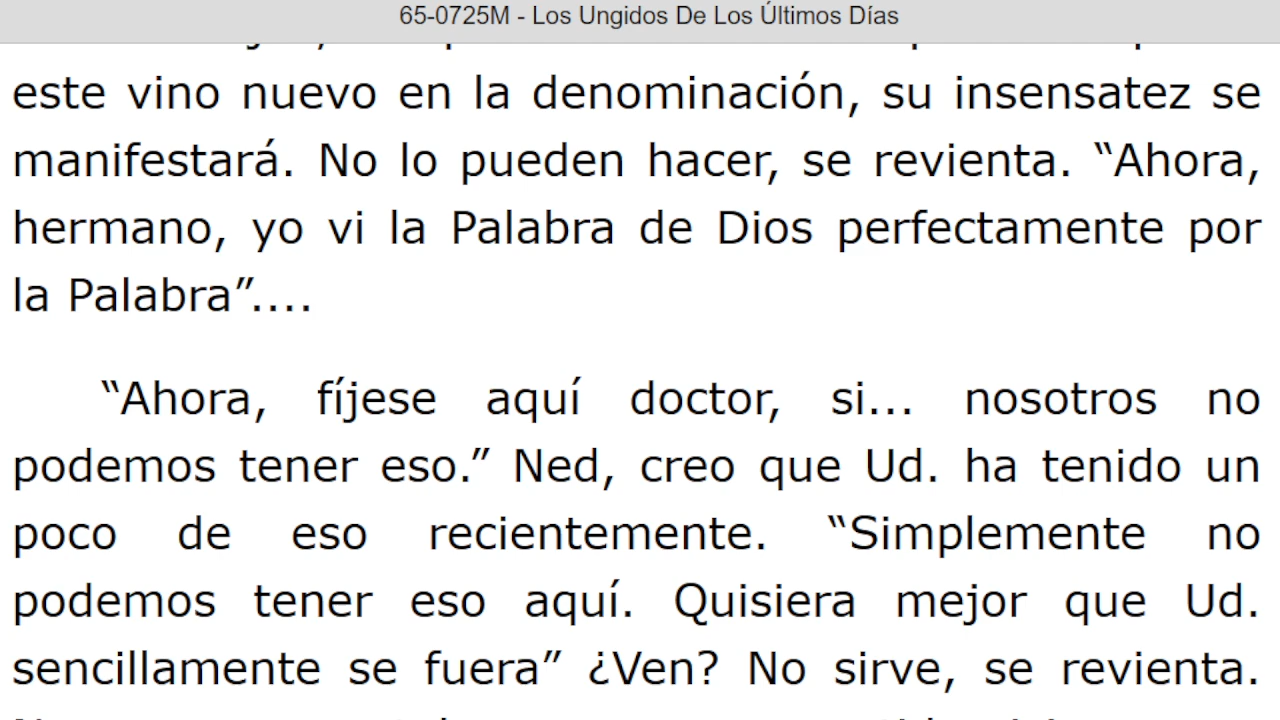 65-0725M - Los Ungidos De Los Últimos Días
este vino nuevo en la denominación, su insensatez se
manifestará. No lo pueden hacer, se revienta. “Ahora,
hermano, yo vi la Palabra de Dios perfectamente por
la Palabra”....
“Ahora, fíjese aquí doctor, si... nosotros no
podemos tener eso.” Ned, creo que Ud. ha tenido un
poco de eso recientemente. “Simplemente no
podemos tener eso aquí. Quisiera mejor que Ud.
sencillamente se fuera” ¿Ven? No sirve, se revienta.